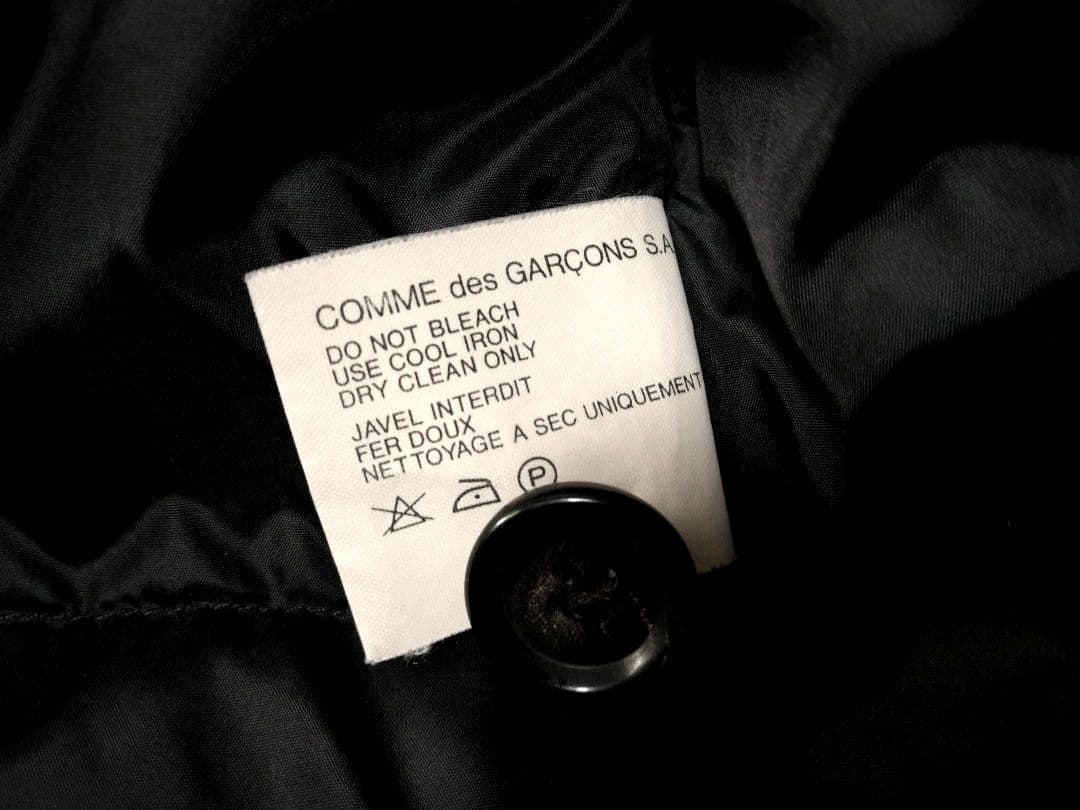 COMME des GARÇONS S.A
DO NOT BLEACH
USE COOL IRON
DRY CLEAN ONLY
JAVEL INTERDIT
FER DOUX
NETTOYAGE A SEC UNIQUEMENT
P